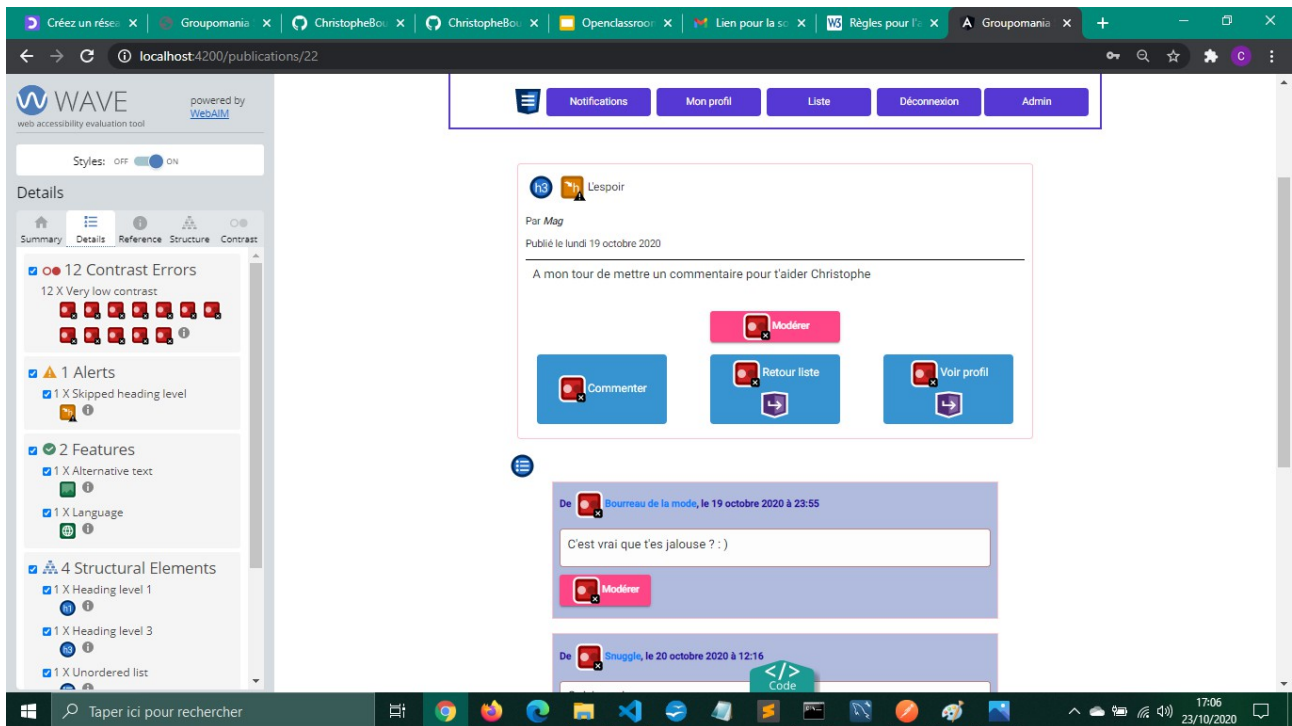 Créez un résea
Groupomania
ChristopheBou
ChristopheBou
Openclassroor
Lien pour la so
Règles pour l'a
Groupomania
localhost:4200/publications/22
WAVE
powered by
WebAIM
web accessibility evaluation tool
Styles: OFF ON
Details
Summary Details Reference Structure Contrast
12 Contrast Errors
12 X Very low contrast
1 Alerts
1 X Skipped heading level
2 Features
1 X Alternative text
1 X Language
4 Structural Elements
1 X Heading level 1
h1
1 X Heading level 3
h3
1 X Unordered list
Notifications Mon profil Liste Déconnexion Admin
h3 h L'espoir
Par Mag
Publié le lundi 19 octobre 2020
A mon tour de mettre un commentaire pour t'aider Christophe
Modérer
Commenter
Retour liste
Voir profil
De Bourreau de la mode, le 19 octobre 2020 à 23:55
C'est vrai que t'es jalouse ? : )
Modérer
De Snuggle, le 20 octobre 2020 à 12:16
</>
Code
Taper ici pour rechercher
17:06
23/10/2020